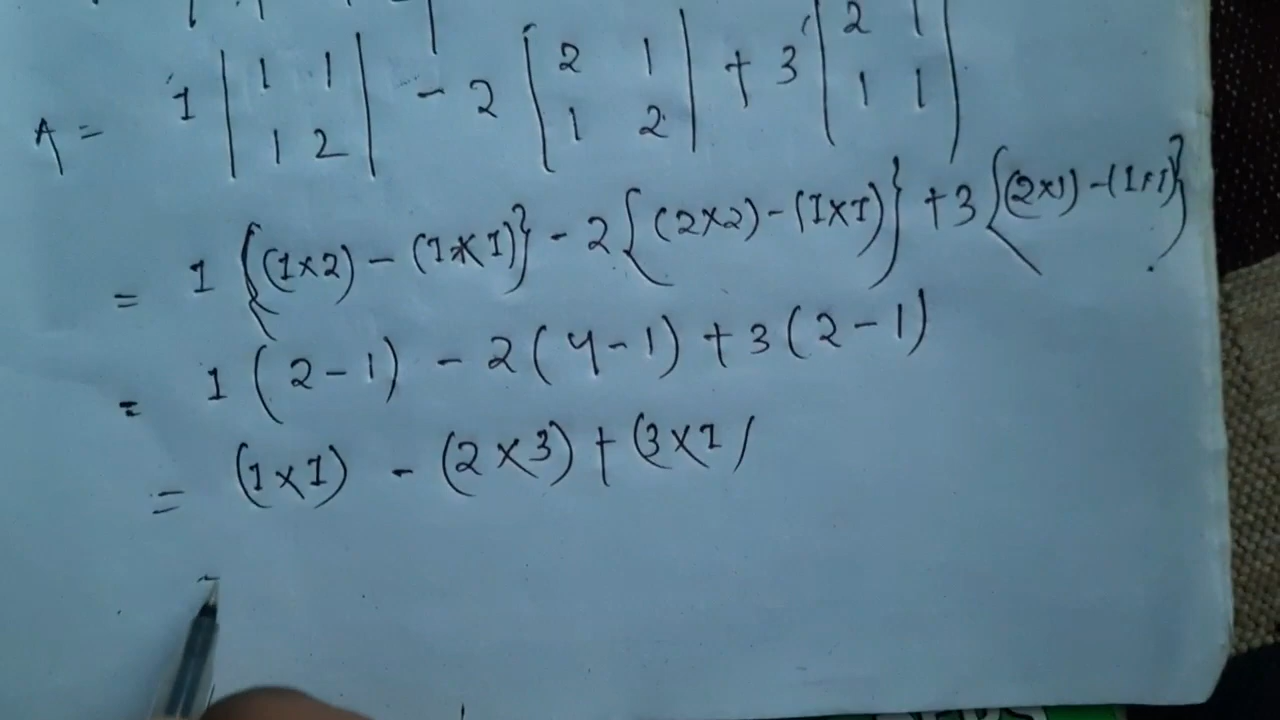 A = 1 | 1 1 | - 2 | 2 1 | + 3 | 2 1 |
| 1 2 | | 1 2 | | 1 1 |
= 1 {(1×2) - (1×1)} - 2 {(2×2) - (1×1)} + 3 {(2×1) - (1×1)}
= 1 (2-1) - 2 (4-1) + 3 (2-1)
= (1×1) - (2×3) + (3×1)